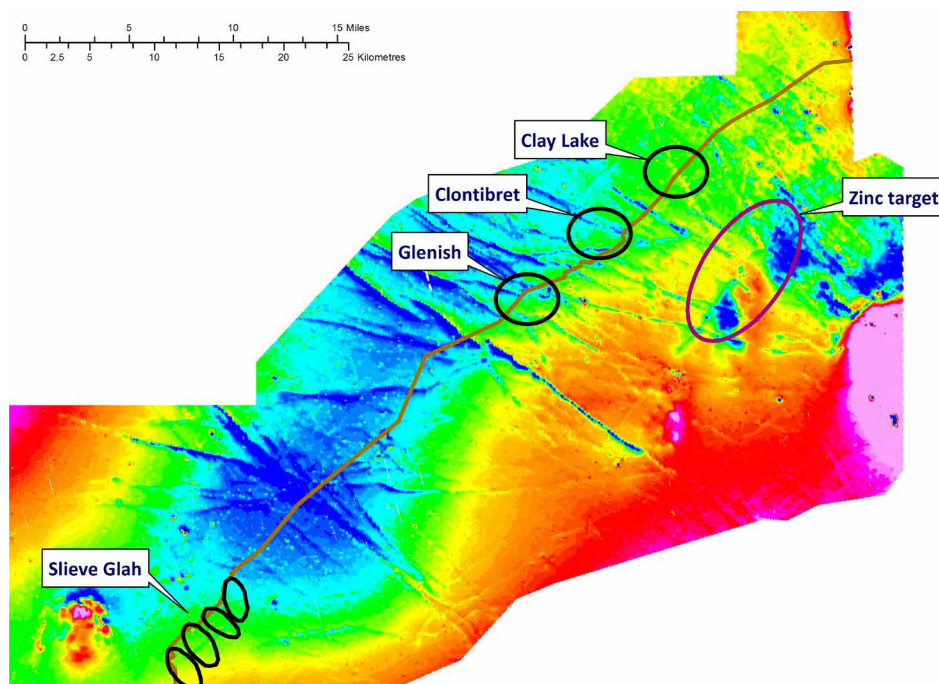 0 5 10 15 Miles
0 2.5 5 10 15 20 25 Kilometres
Clay Lake
Clontibret
Zinc target
Glenish
Slieve Glah